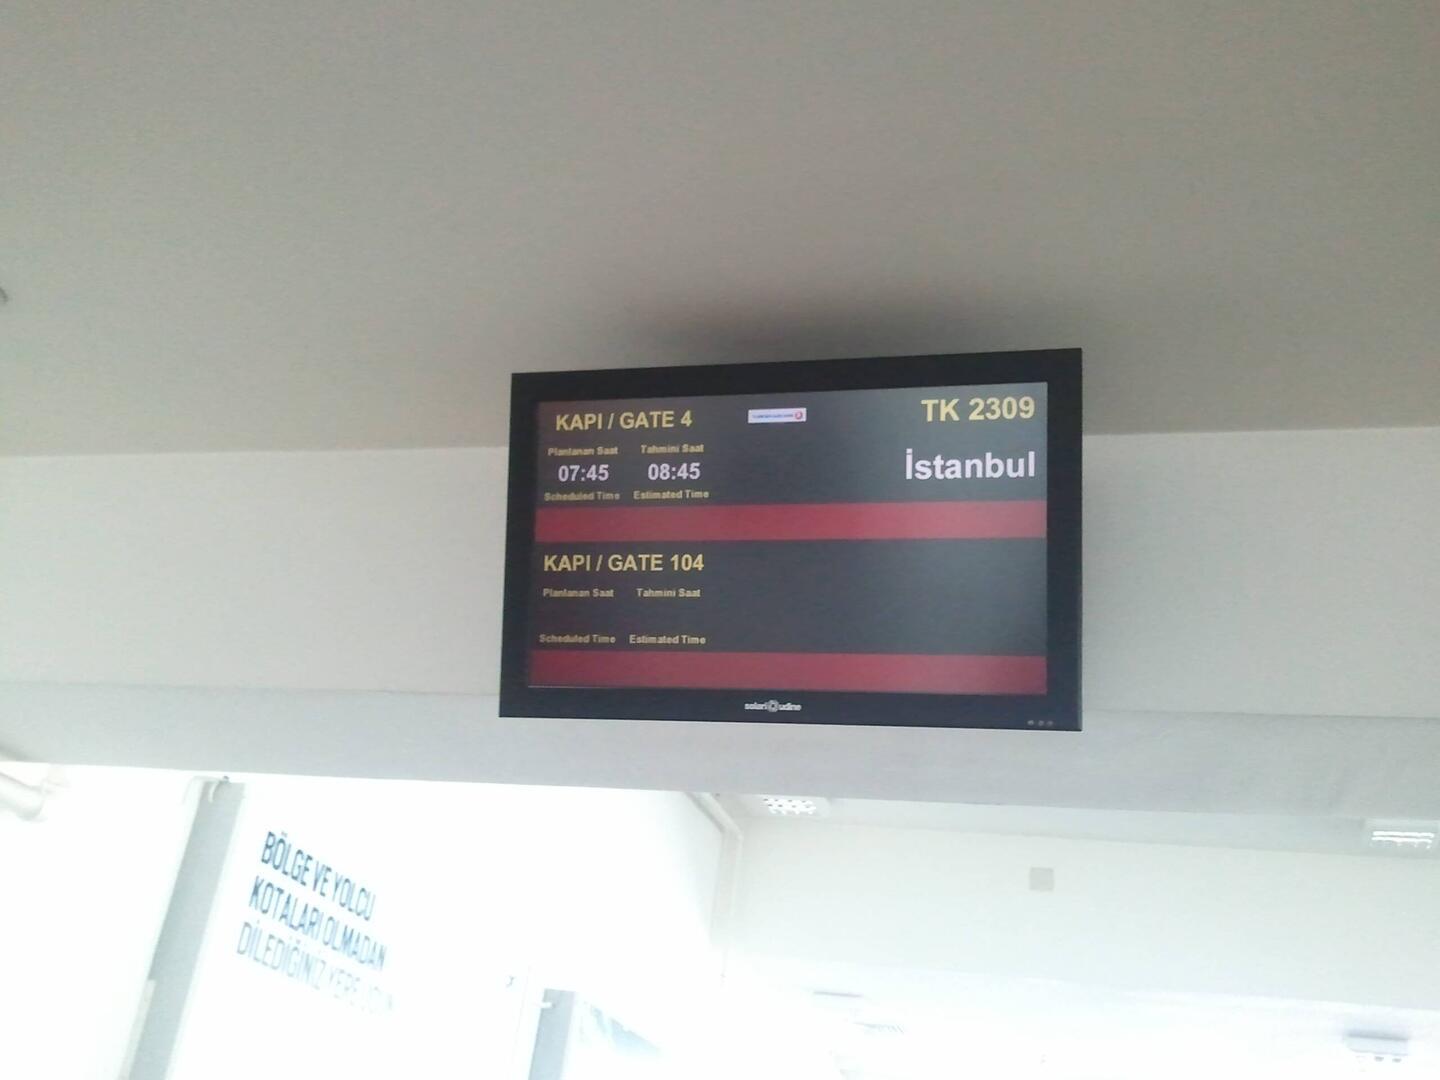 KAPI / GATE 4
TK 2309
Planlanan Saat Tahmini Saat
07:45 08:45
İstanbul
Scheduled Time Estimated Time
KAPI / GATE 104
Planlanan Saat Tahmini Saat
Scheduled Time Estimated Time
solari udine
BÖLGE VE YOLCU
KOTALARI OLMADAN
DİLEDİĞİNİZ YERE